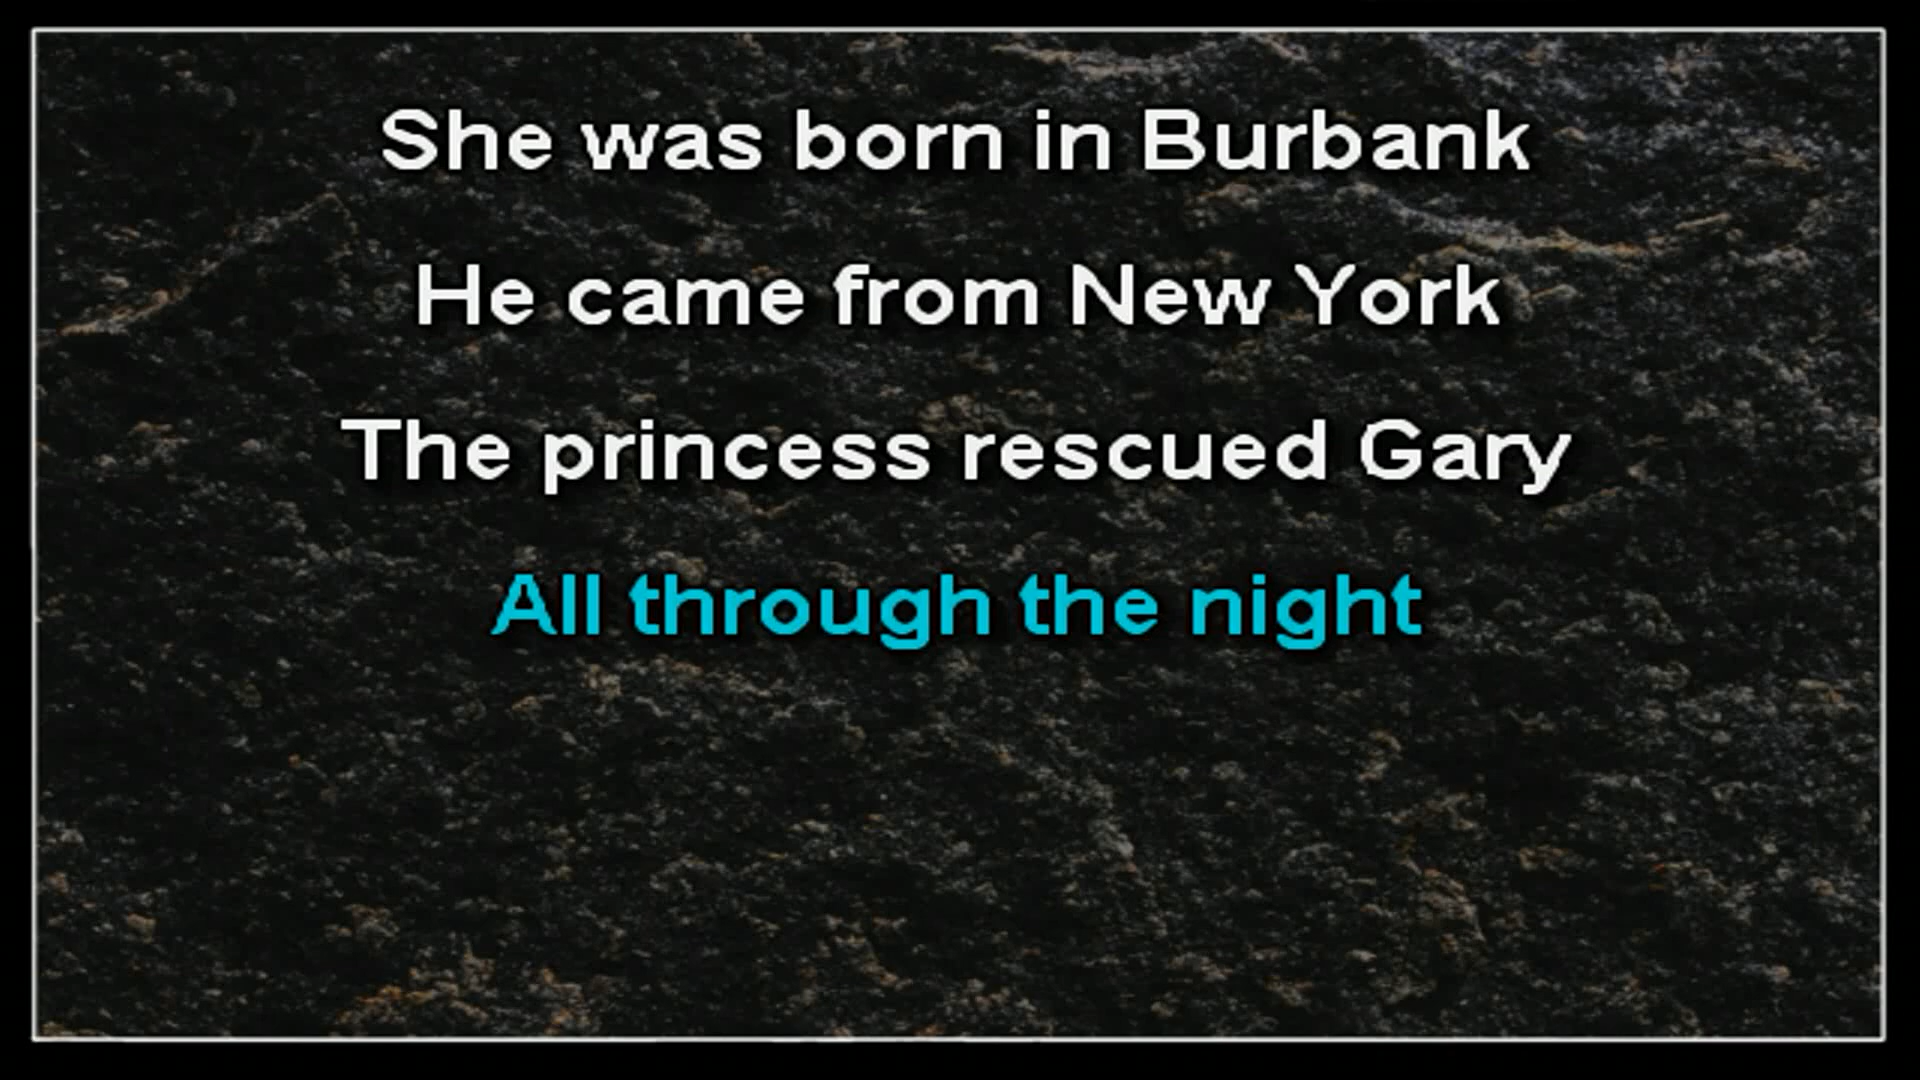 She was born in Burbank
He came from New York
The princess rescued Gary
All through the night